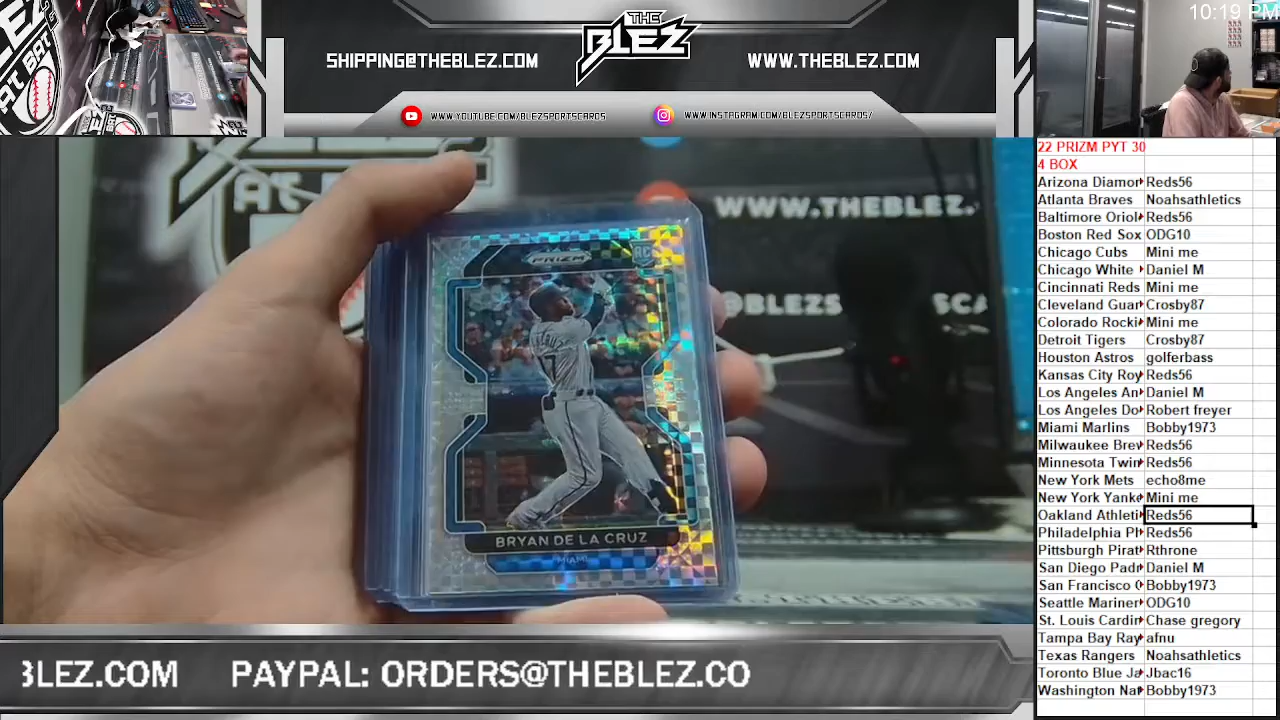 10:19 PM
THE
BLEZ
SHIPPING@THEBLEZ.COM
WWW.THEBLEZ.COM
WWW.YOUTUBE.COM/BLEZSPORTSCARDS
WWW.INSTAGRAM.COM/BLEZSPORTSCARDS/
AT BAT
WWW.THEBLEZ.
@BLEZS
PRIZM
RC
BRYAN DE LA CRUZ
MIAMI
22 PRIZM PYT 30
4 BOX
Arizona Diamor Reds56
Atlanta Braves Noahsathletics
Baltimore Oriol Reds56
Boston Red Sox ODG10
Chicago Cubs Mini me
Chicago White Daniel M
Cincinnati Reds Mini me
Cleveland Guar Crosby87
Colorado Rocki Mini me
Detroit Tigers Crosby87
Houston Astros golferbass
Kansas City Roy Reds56
Los Angeles An Daniel M
Los Angeles Do Robert freyer
Miami Marlins Bobby1973
Milwaukee Brev Reds56
Minnesota Twin Reds56
New York Mets echo8me
New York Yanke Mini me
Oakland Athleti Reds56
Philadelphia Pl Reds56
Pittsburgh Pirat Rthrone
San Diego Padr Daniel M
San Francisco G Bobby1973
Seattle Mariner ODG10
St. Louis Cardin Chase gregory
Tampa Bay Ray afnu
Texas Rangers Noahsathletics
Toronto Blue Ja Jbac16
Washington Nat Bobby1973
BLEZ.COM PAYPAL: ORDERS@THEBLEZ.CO